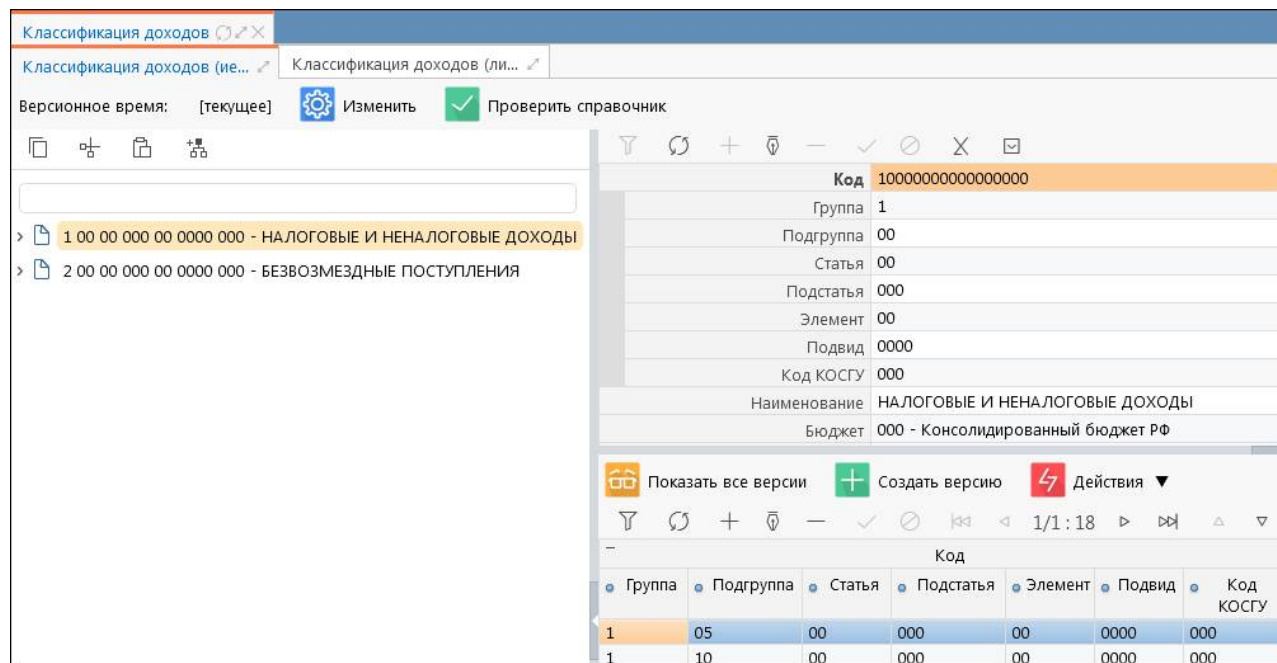 Классификация доходов
Классификация доходов (ие... Классификация доходов (ли...
Версионное время: [текущее] Изменить Проверить справочник
Код 10000000000000000
Группа 1
Подгруппа 00
Статья 00
Подстатья 000
Элемент 00
Подвид 0000
Код КОСГУ 000
Наименование НАЛОГОВЫЕ И НЕНАЛОГОВЫЕ ДОХОДЫ
Бюджет 000 - Консолидированный бюджет РФ
1 00 00 000 00 0000 000 - НАЛОГОВЫЕ И НЕНАЛОГОВЫЕ ДОХОДЫ
2 00 00 000 00 0000 000 - БЕЗВОЗМЕЗДНЫЕ ПОСТУПЛЕНИЯ
Показать все версии Создать версию Действия ▼
1/1 : 18
Код
Группа Подгруппа Статья Подстатья Элемент Подвид Код КОСГУ
1 05 00 000 00 0000 000
1 10 00 000 00 0000 000